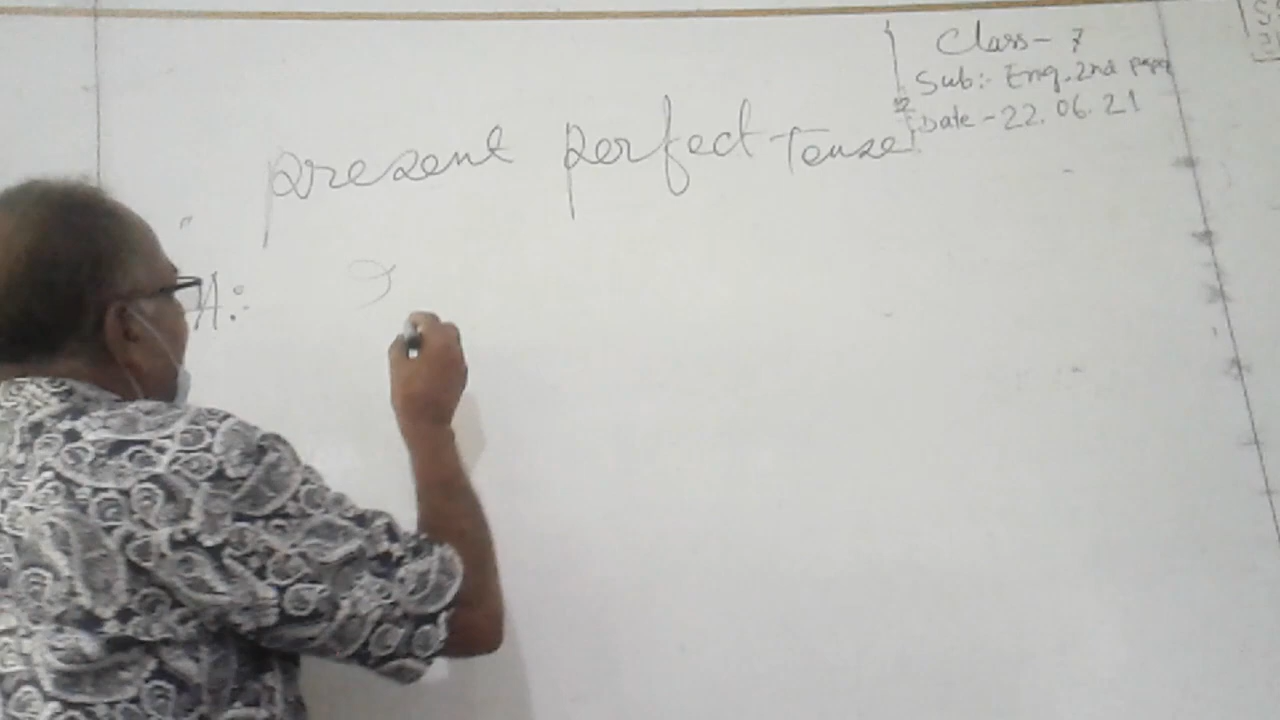 Class- 7
Sub:- Eng. 2nd paper
Date - 22. 06. 21
present perfect Tense
A:-